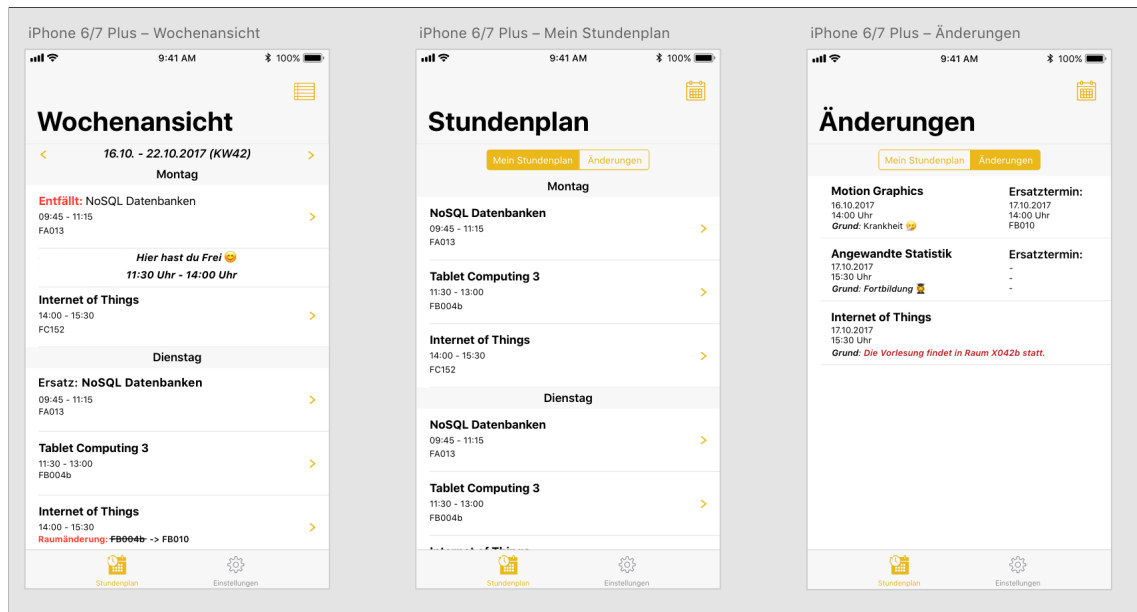 iPhone 6/7 Plus – Wochenansicht
9:41 AM
100%
Wochenansicht
< 16.10. - 22.10.2017 (KW42) >
Montag
Entfällt: NoSQL Datenbanken
09:45 - 11:15
FA013
Hier hast du Frei 😊
11:30 Uhr - 14:00 Uhr
Internet of Things
14:00 - 15:30
FC152
Dienstag
Ersatz: NoSQL Datenbanken
09:45 - 11:15
FA013
Tablet Computing 3
11:30 - 13:00
FB004b
Internet of Things
14:00 - 15:30
Raumänderung: FB004b -> FB010
Stundenplan
Einstellungen
iPhone 6/7 Plus – Mein Stundenplan
9:41 AM
100%
Stundenplan
Mein Stundenplan
Änderungen
Montag
NoSQL Datenbanken
09:45 - 11:15
FA013
Tablet Computing 3
11:30 - 13:00
FB004b
Internet of Things
14:00 - 15:30
FC152
Dienstag
NoSQL Datenbanken
09:45 - 11:15
FA013
Tablet Computing 3
11:30 - 13:00
FB004b
Stundenplan
Einstellungen
iPhone 6/7 Plus – Änderungen
9:41 AM
100%
Änderungen
Mein Stundenplan
Änderungen
Motion Graphics
16.10.2017
14:00 Uhr
Grund: Krankheit 🤧
Ersatztermin:
17.10.2017
14:00 Uhr
FB010
Angewandte Statistik
17.10.2017
15:30 Uhr
Grund: Fortbildung 👨‍🎓
Ersatztermin:
-
-
-
Internet of Things
17.10.2017
15:30 Uhr
Grund: Die Vorlesung findet in Raum X042b statt.
Stundenplan
Einstellungen